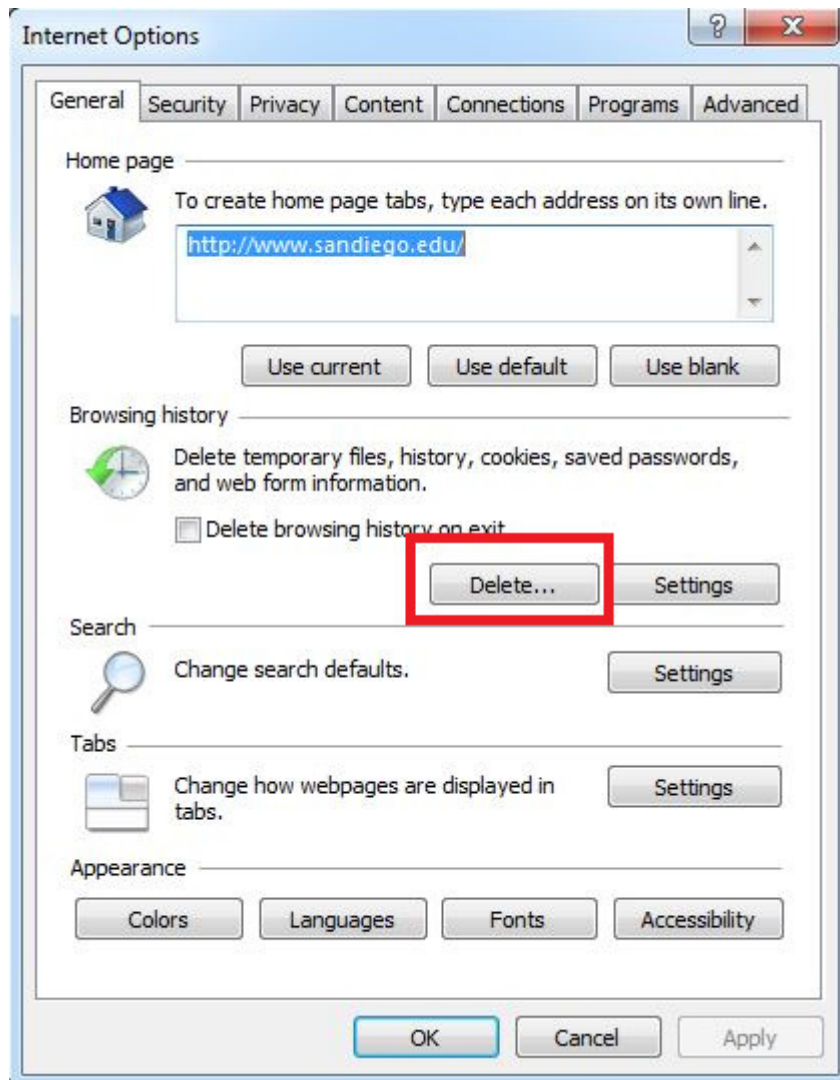 Internet Options
General Security Privacy Content Connections Programs Advanced
Home page
To create home page tabs, type each address on its own line.
http://www.sandiego.edu/
Use current Use default Use blank
Browsing history
Delete temporary files, history, cookies, saved passwords,
and web form information.
Delete browsing history on exit
Delete... Settings
Search
Change search defaults. Settings
Tabs
Change how webpages are displayed in
tabs.
Settings
Appearance
Colors Languages Fonts Accessibility
OK Cancel Apply